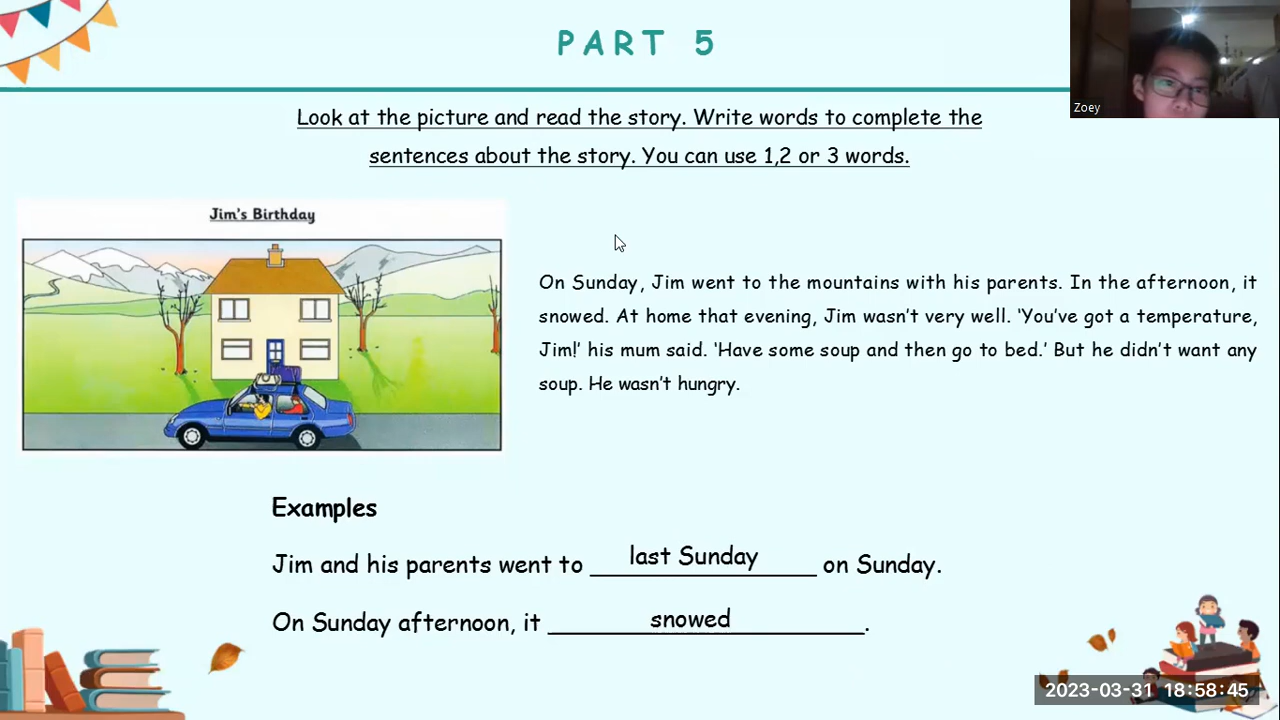 PART 5
Zoey
Look at the picture and read the story. Write words to complete the
sentences about the story. You can use 1,2 or 3 words.
Jim's Birthday
On Sunday, Jim went to the mountains with his parents. In the afternoon, it
snowed. At home that evening, Jim wasn't very well. 'You've got a temperature,
Jim!' his mum said. 'Have some soup and then go to bed.' But he didn't want any
soup. He wasn't hungry.
Examples
Jim and his parents went to last Sunday on Sunday.
On Sunday afternoon, it snowed.
2023-03-31 18:58:45